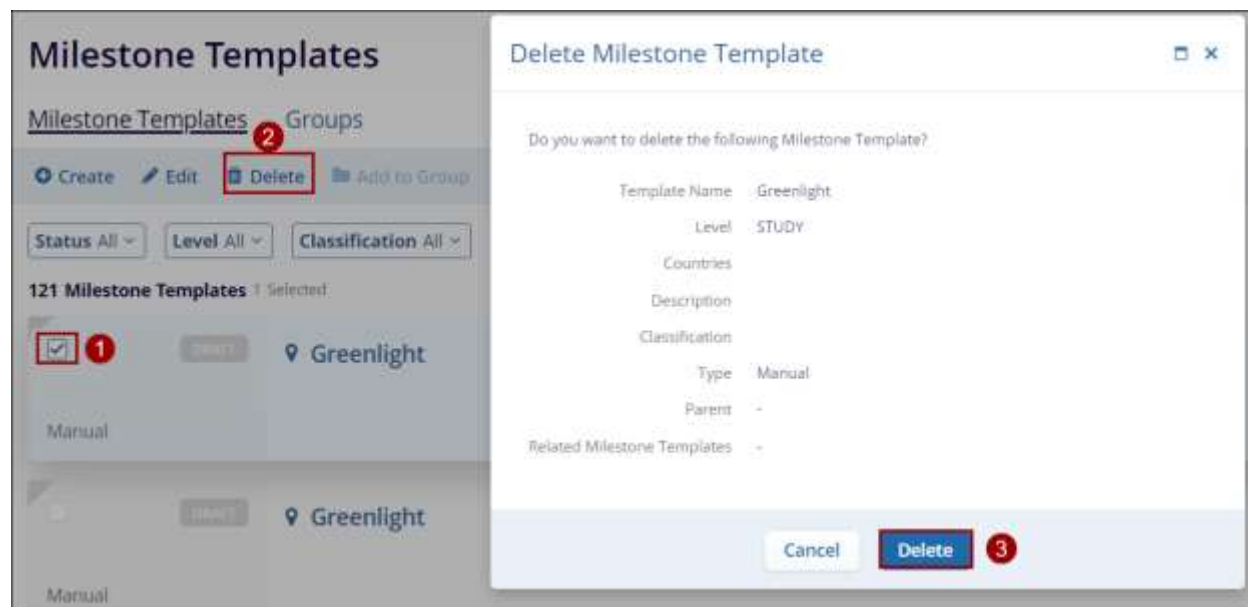 Milestone Templates
Milestone Templates Groups
2
Create Edit Delete Add to Group
Status All Level All Classification All
121 Milestone Templates 1 Selected
1
DRAFT
Greenlight
Manual
DRAFT
Greenlight
Manual
Delete Milestone Template
Do you want to delete the following Milestone Template?
Template Name Greenlight
Level STUDY
Countries
Description
Classification
Type Manual
Parent -
Related Milestone Templates -
Cancel Delete 3